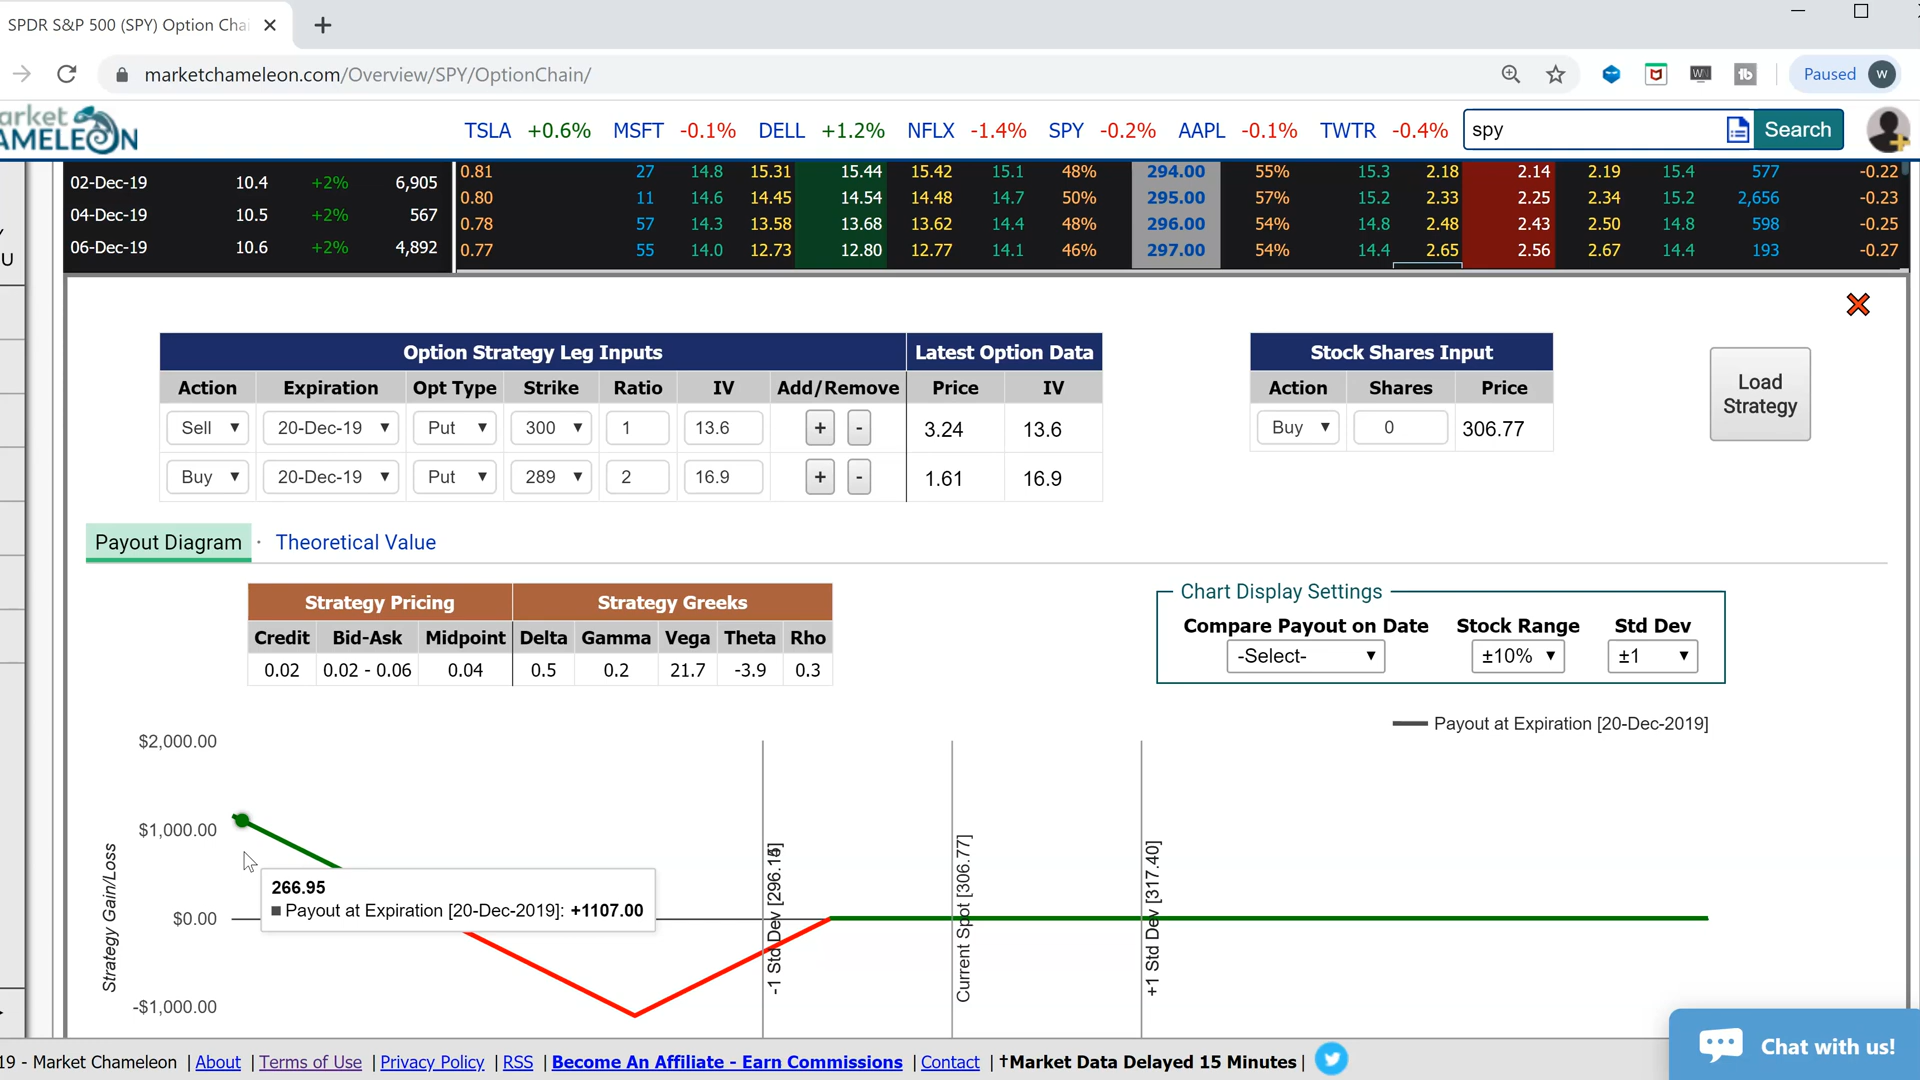 SPDR S&P 500 (SPY) Option Chai
marketchameleon.com/Overview/SPY/OptionChain/
Paused W
arket
AMELEON
TSLA +0.6% MSFT -0.1% DELL +1.2% NFLX -1.4% SPY -0.2% AAPL -0.1% TWTR -0.4%
spy
Search
02-Dec-19 10.4 +2% 6,905
04-Dec-19 10.5 +2% 567
06-Dec-19 10.6 +2% 4,892
0.81 27 14.8 15.31 15.44 15.42 15.1 48% 294.00 55% 15.3 2.18 2.14 2.19 15.4 577 -0.22
0.80 11 14.6 14.45 14.54 14.48 14.7 50% 295.00 57% 15.2 2.33 2.25 2.34 15.2 2,656 -0.23
0.78 57 14.3 13.58 13.68 13.62 14.4 48% 296.00 54% 14.8 2.48 2.43 2.50 14.8 598 -0.25
0.77 55 14.0 12.73 12.80 12.77 14.1 46% 297.00 54% 14.4 2.65 2.56 2.67 14.4 193 -0.27
U
Option Strategy Leg Inputs Latest Option Data
Action Expiration Opt Type Strike Ratio IV Add/Remove Price IV
Sell 20-Dec-19 Put 300 1 13.6 + - 3.24 13.6
Buy 20-Dec-19 Put 289 2 16.9 + - 1.61 16.9
Stock Shares Input
Action Shares Price
Buy 0 306.77
Load
Strategy
Payout Diagram · Theoretical Value
Strategy Pricing Strategy Greeks
Credit Bid-Ask Midpoint Delta Gamma Vega Theta Rho
0.02 0.02 - 0.06 0.04 0.5 0.2 21.7 -3.9 0.3
Chart Display Settings
Compare Payout on Date Stock Range Std Dev
-Select- ±10% ±1
Payout at Expiration [20-Dec-2019]
$2,000.00
$1,000.00
$0.00
-$1,000.00
Strategy Gain/Loss
266.95
Payout at Expiration [20-Dec-2019]: +1107.00
-1 Std Dev
Current Spot [306.77]
+1 Std Dev [317.40]
19 - Market Chameleon | About | Terms of Use | Privacy Policy | RSS | Become An Affiliate - Earn Commissions | Contact | †Market Data Delayed 15 Minutes |
Chat with us!